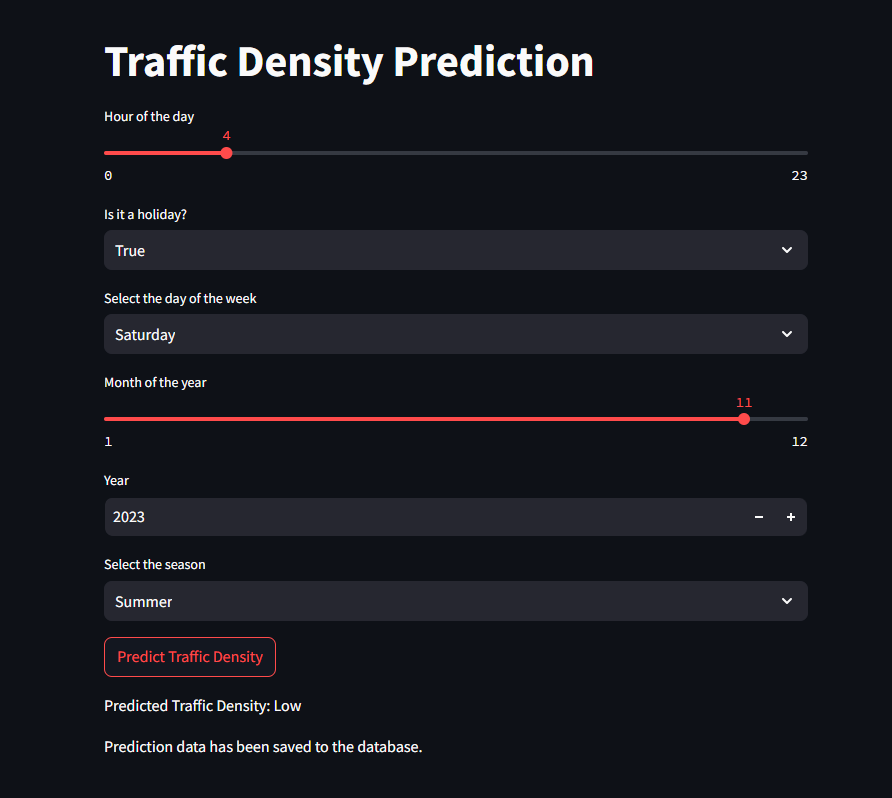 Traffic Density Prediction
Hour of the day
4
0 23
Is it a holiday?
True
Select the day of the week
Saturday
Month of the year
11
1 12
Year
2023
Select the season
Summer
Predict Traffic Density
Predicted Traffic Density: Low
Prediction data has been saved to the database.